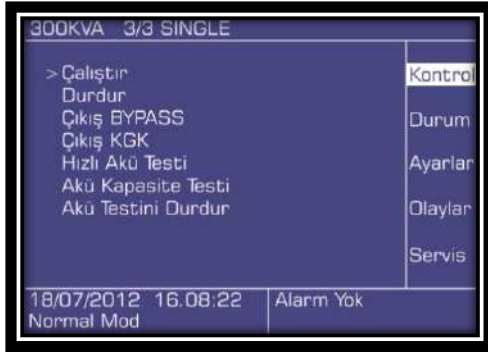 300KVA 3/3 SINGLE
> Çalıştır
Durdur
Çıkış BYPASS
Çıkış KGK
Hızlı Akü Testi
Akü Kapasite Testi
Akü Testini Durdur
Kontrol
Durum
Ayarlar
Olaylar
Servis
18/07/2012 16.08:22
Normal Mod
Alarm Yok